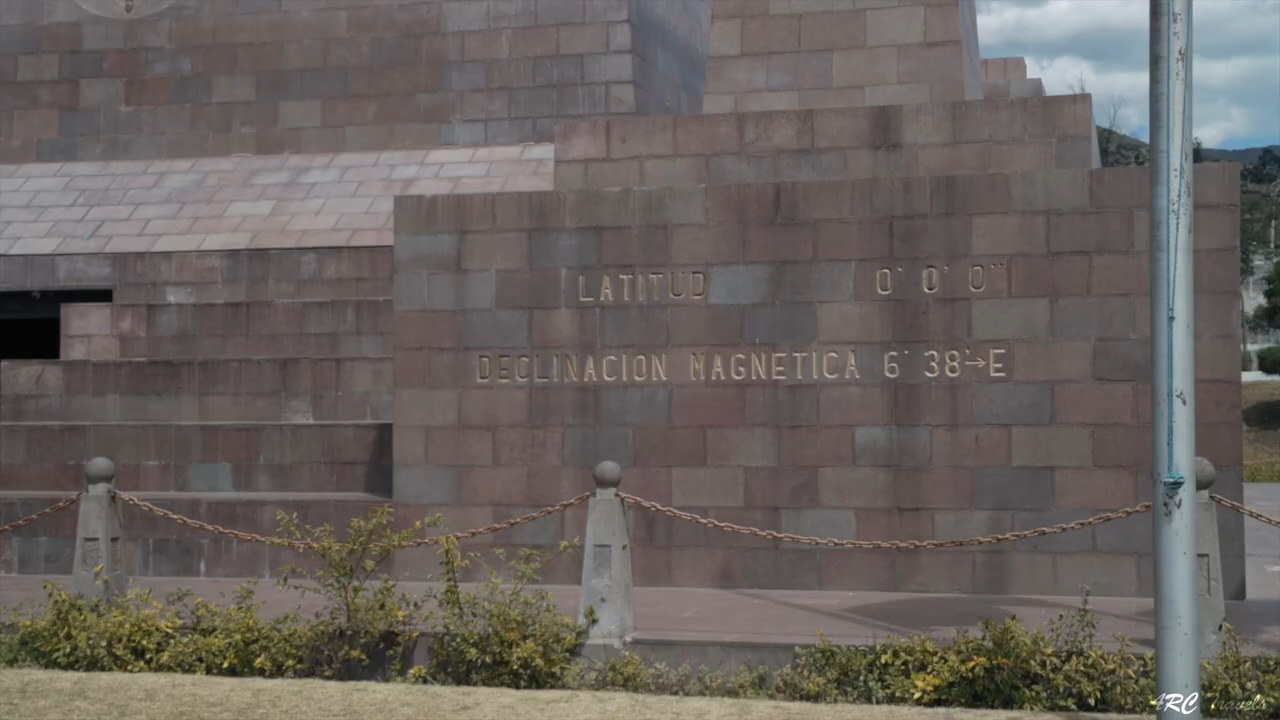 LATITUD 0° 0' 0"
DECLINACION MAGNETICA 6° 38'→E
ARC Travels